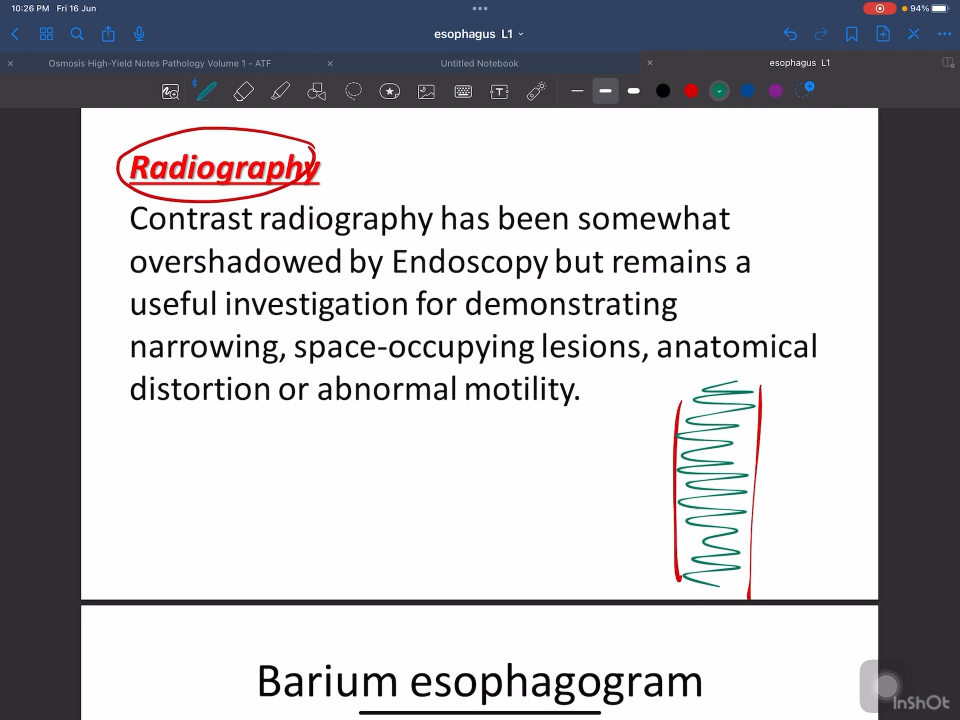 10:26 PM Fri 16 Jun
94%
esophagus L1
Osmosis High-Yield Notes Pathology Volume 1 - ATF
Untitled Notebook
esophagus L1
Radiography
Contrast radiography has been somewhat
overshadowed by Endoscopy but remains a
useful investigation for demonstrating
narrowing, space-occupying lesions, anatomical
distortion or abnormal motility.
Barium esophagogram
InShOt